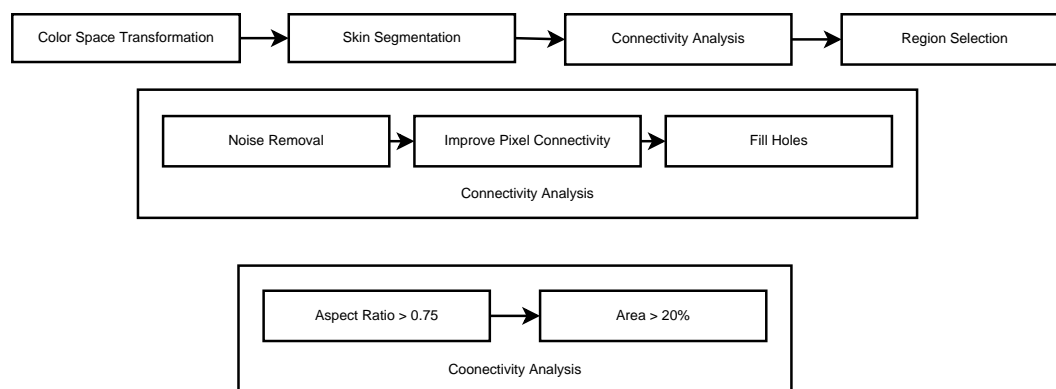 Color Space Transformation
Skin Segmentation
Connectivity Analysis
Region Selection
Noise Removal
Improve Pixel Connectivity
Fill Holes
Connectivity Analysis
Aspect Ratio > 0.75
Area > 20%
Coonectivity Analysis